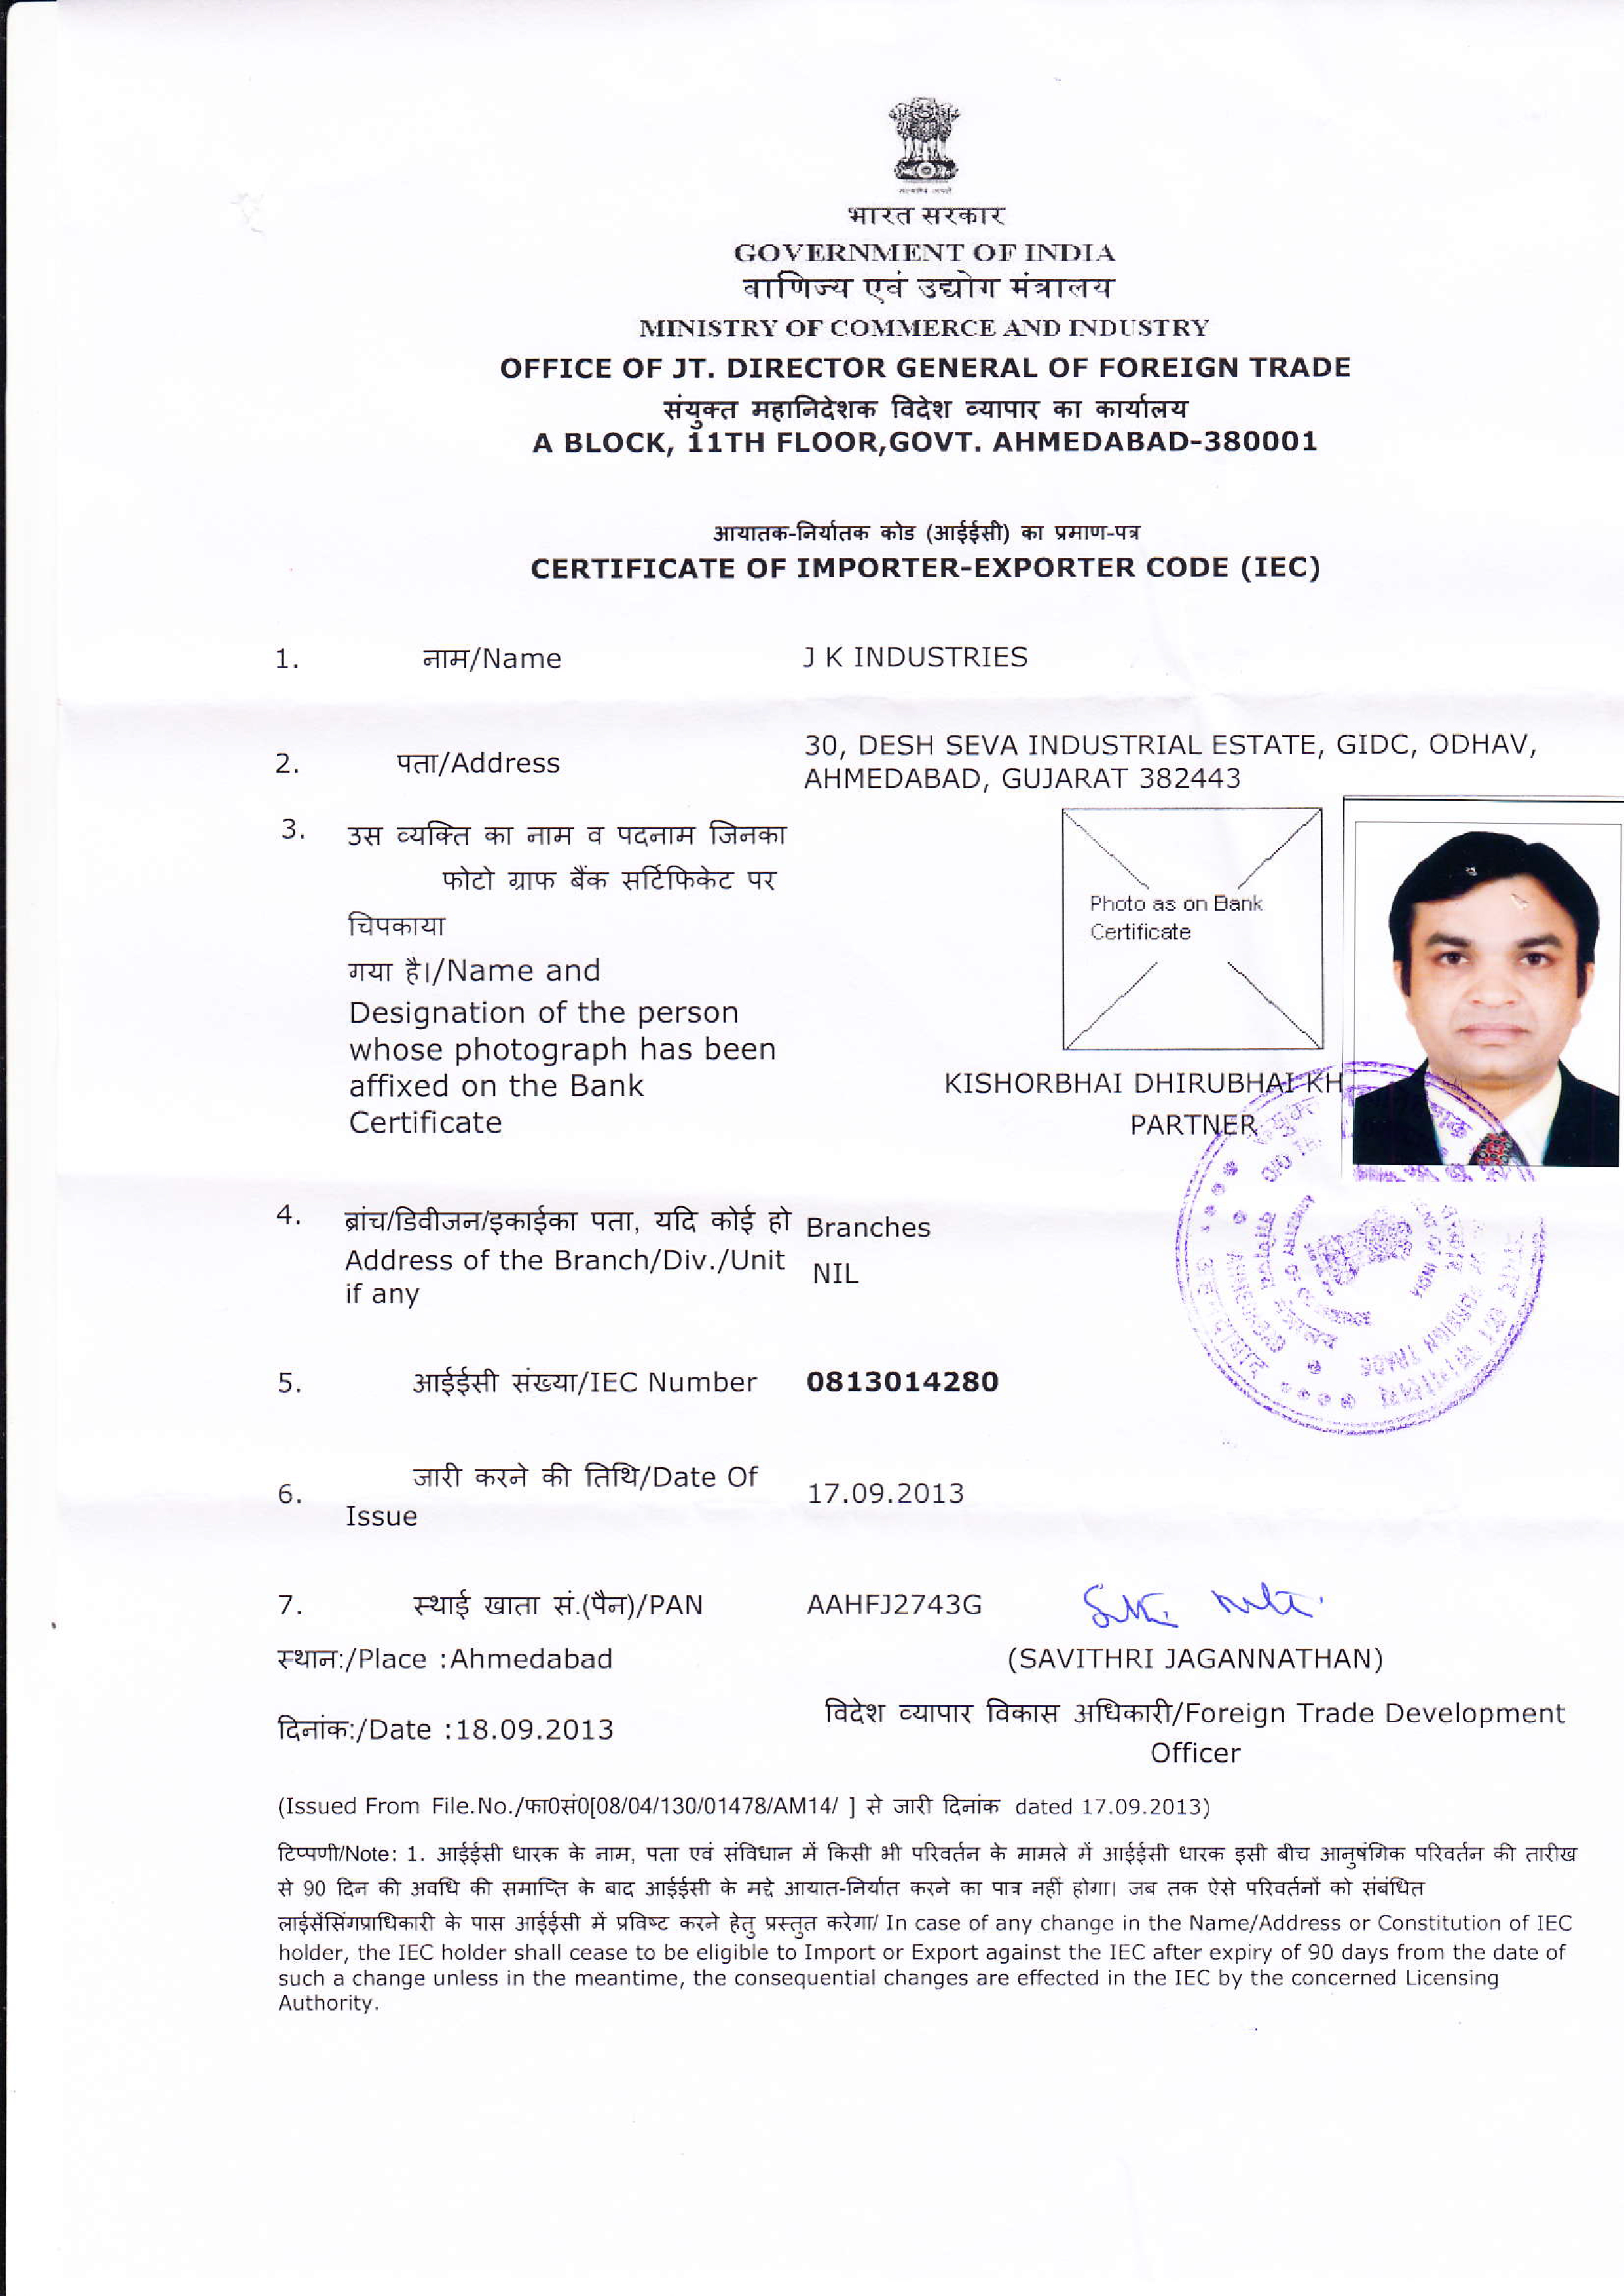 भारत सरकार
GOVERNMENT OF INDIA
वाणिज्य एवं उद्योग मंत्रालय
MINISTRY OF COMMERCE AND INDUSTRY
OFFICE OF JT. DIRECTOR GENERAL OF FOREIGN TRADE
संयुक्त महानिदेशक विदेश व्यापार का कार्यालय
A BLOCK, 11TH FLOOR,GOVT. AHMEDABAD-380001
आयातक-निर्यातक कोड (आईईसी) का प्रमाण-पत्र
CERTIFICATE OF IMPORTER-EXPORTER CODE (IEC)
1. नाम/Name J K INDUSTRIES
2. पता/Address 30, DESH SEVA INDUSTRIAL ESTATE, GIDC, ODHAV,
AHMEDABAD, GUJARAT 382443
3. उस व्यक्ति का नाम व पदनाम जिनका
फोटो ग्राफ बैंक सर्टिफिकेट पर
चिपकाया
गया है।/Name and
Designation of the person
whose photograph has been
affixed on the Bank
Certificate
Photo as on Bank
Certificate
KISHORBHAI DHIRUBHAI KH
PARTNER
4. ब्रांच/डिवीजन/इकाईका पता, यदि कोई हो Branches
Address of the Branch/Div./Unit NIL
if any
5. आईईसी संख्या/IEC Number 0813014280
6. जारी करने की तिथि/Date Of 17.09.2013
Issue
7. स्थाई खाता सं.(पैन)/PAN AAHFJ2743G
स्थान:/Place :Ahmedabad (SAVITHRI JAGANNATHAN)
दिनांक:/Date :18.09.2013 विदेश व्यापार विकास अधिकारी/Foreign Trade Development
Officer
(Issued From File.No./फा0सं0[08/04/130/01478/AM14/ ] से जारी दिनांक dated 17.09.2013)
टिप्पणी/Note: 1. आईईसी धारक के नाम, पता एवं संविधान में किसी भी परिवर्तन के मामले में आईईसी धारक इसी बीच आनुषंगिक परिवर्तन की तारीख
से 90 दिन की अवधि की समाप्ति के बाद आईईसी के मद्दे आयात-निर्यात करने का पात्र नहीं होगा। जब तक ऐसे परिवर्तनों को संबंधित
लाईसेंसिंगप्राधिकारी के पास आईईसी में प्रविष्ट करने हेतु प्रस्तुत करेगा/ In case of any change in the Name/Address or Constitution of IEC
holder, the IEC holder shall cease to be eligible to Import or Export against the IEC after expiry of 90 days from the date of
such a change unless in the meantime, the consequential changes are effected in the IEC by the concerned Licensing
Authority.